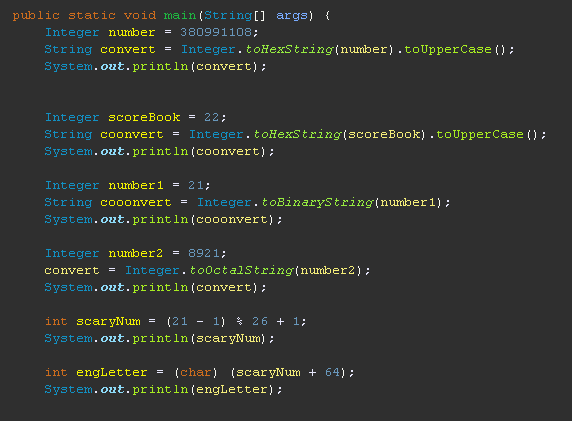 public static void main(String[] args) {
Integer number = 380991108;
String convert = Integer.toHexString(number).toUpperCase();
System.out.println(convert);
Integer scoreBook = 22;
String coonvert = Integer.toHexString(scoreBook).toUpperCase();
System.out.println(coonvert);
Integer number1 = 21;
String cooonvert = Integer.toBinaryString(number1);
System.out.println(cooonvert);
Integer number2 = 8921;
convert = Integer.toOctalString(number2);
System.out.println(convert);
int scaryNum = (21 - 1) % 26 + 1;
System.out.println(scaryNum);
int engLetter = (char) (scaryNum + 64);
System.out.println(engLetter);